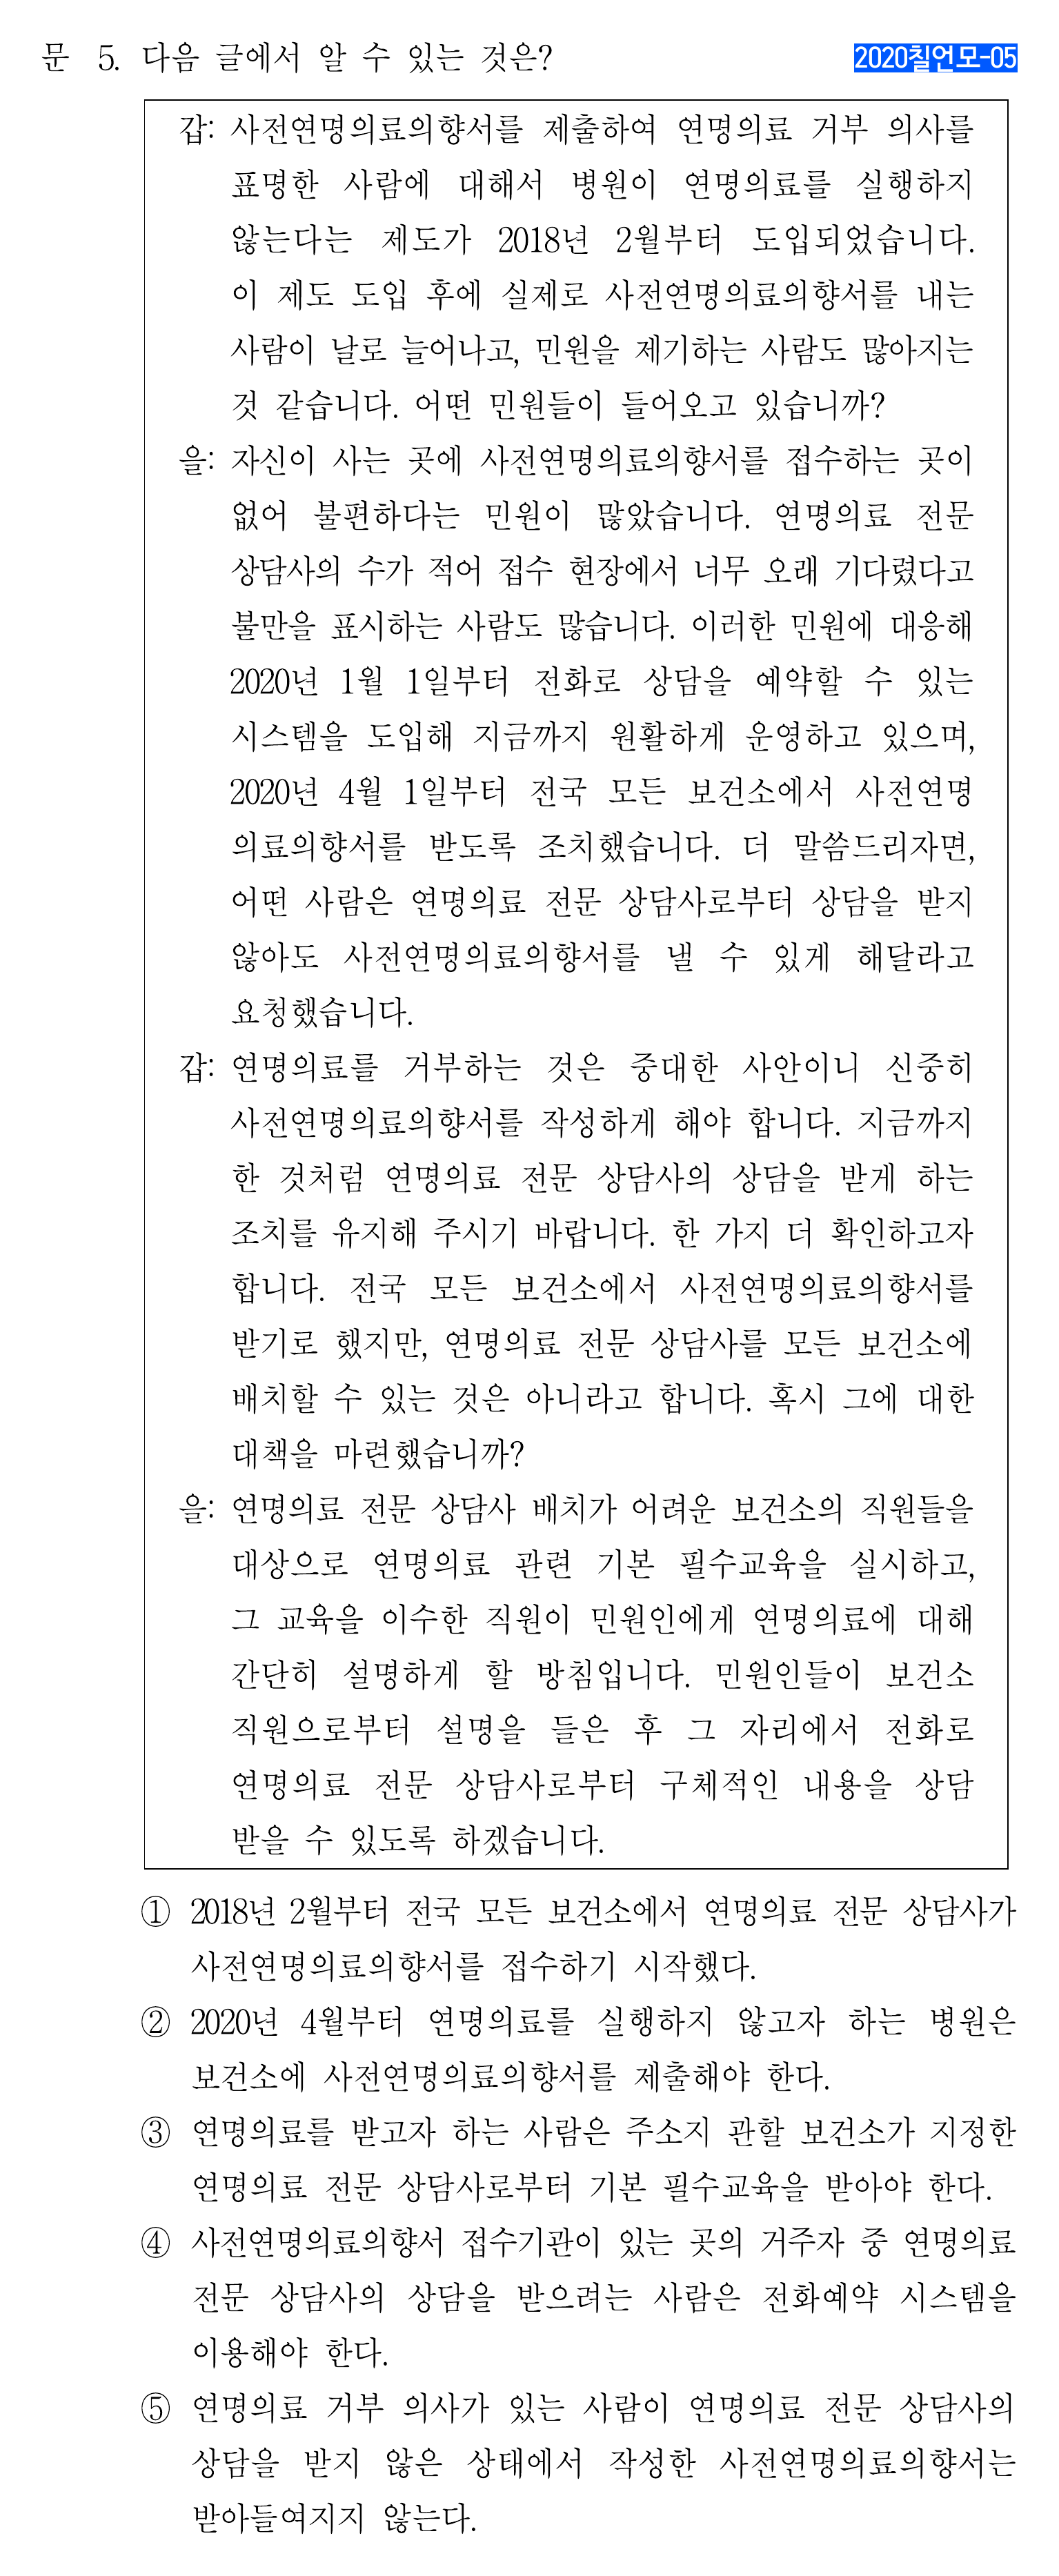 문 5. 다음 글에서 알 수 있는 것은?
2020칠언모-05
갑: 사전연명의료의향서를 제출하여 연명의료 거부 의사를
표명한 사람에 대해서 병원이 연명의료를 실행하지
않는다는 제도가 2018년 2월부터 도입되었습니다.
이 제도 도입 후에 실제로 사전연명의료의향서를 내는
사람이 날로 늘어나고, 민원을 제기하는 사람도 많아지는
것 같습니다. 어떤 민원들이 들어오고 있습니까?
을: 자신이 사는 곳에 사전연명의료의향서를 접수하는 곳이
없어 불편하다는 민원이 많았습니다. 연명의료 전문
상담사의 수가 적어 접수 현장에서 너무 오래 기다렸다고
불만을 표시하는 사람도 많습니다. 이러한 민원에 대응해
2020년 1월 1일부터 전화로 상담을 예약할 수 있는
시스템을 도입해 지금까지 원활하게 운영하고 있으며,
2020년 4월 1일부터 전국 모든 보건소에서 사전연명
의료의향서를 받도록 조치했습니다. 더 말씀드리자면,
어떤 사람은 연명의료 전문 상담사로부터 상담을 받지
않아도 사전연명의료의향서를 낼 수 있게 해달라고
요청했습니다.
갑: 연명의료를 거부하는 것은 중대한 사안이니 신중히
사전연명의료의향서를 작성하게 해야 합니다. 지금까지
한 것처럼 연명의료 전문 상담사의 상담을 받게 하는
조치를 유지해 주시기 바랍니다. 한 가지 더 확인하고자
합니다. 전국 모든 보건소에서 사전연명의료의향서를
받기로 했지만, 연명의료 전문 상담사를 모든 보건소에
배치할 수 있는 것은 아니라고 합니다. 혹시 그에 대한
대책을 마련했습니까?
을: 연명의료 전문 상담사 배치가 어려운 보건소의 직원들을
대상으로 연명의료 관련 기본 필수교육을 실시하고,
그 교육을 이수한 직원이 민원인에게 연명의료에 대해
간단히 설명하게 할 방침입니다. 민원인들이 보건소
직원으로부터 설명을 들은 후 그 자리에서 전화로
연명의료 전문 상담사로부터 구체적인 내용을 상담
받을 수 있도록 하겠습니다.
① 2018년 2월부터 전국 모든 보건소에서 연명의료 전문 상담사가
사전연명의료의향서를 접수하기 시작했다.
② 2020년 4월부터 연명의료를 실행하지 않고자 하는 병원은
보건소에 사전연명의료의향서를 제출해야 한다.
③ 연명의료를 받고자 하는 사람은 주소지 관할 보건소가 지정한
연명의료 전문 상담사로부터 기본 필수교육을 받아야 한다.
④ 사전연명의료의향서 접수기관이 있는 곳의 거주자 중 연명의료
전문 상담사의 상담을 받으려는 사람은 전화예약 시스템을
이용해야 한다.
⑤ 연명의료 거부 의사가 있는 사람이 연명의료 전문 상담사의
상담을 받지 않은 상태에서 작성한 사전연명의료의향서는
받아들여지지 않는다.